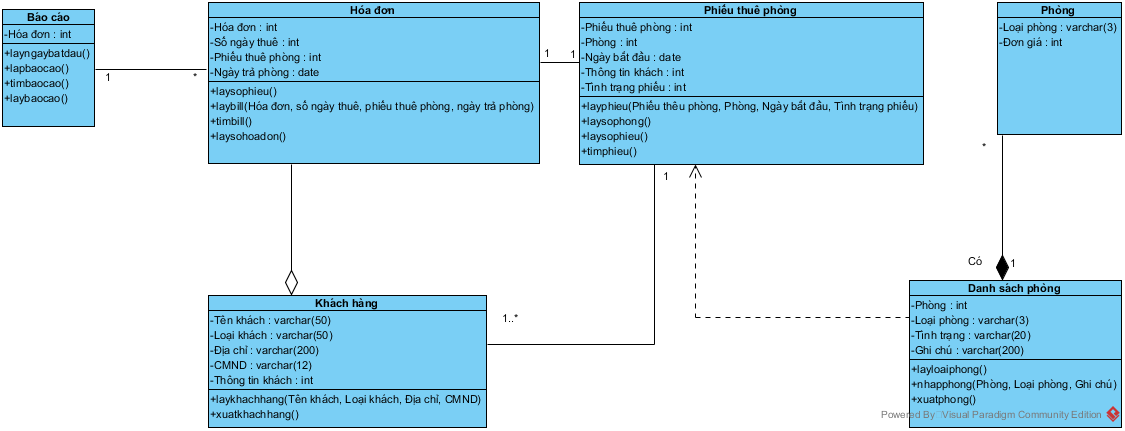 Báo cáo
-Hóa đơn : int
+layngaybatdau()
+lapbaocao()
+timbaocao()
+laybaocao()
1
*
Hóa đơn
-Hóa đơn : int
-Số ngày thuê : int
-Phiếu thuê phòng : int
-Ngày trả phòng : date
+laysophieu()
+laybill(Hóa đơn, số ngày thuê, phiếu thuê phòng, ngày trả phòng)
+timbill()
+laysohoadon()
1
1
Phiếu thuê phòng
-Phiếu thuê phòng : int
-Phòng : int
-Ngày bắt đầu : date
-Thông tin khách : int
-Tình trạng phiếu : int
+layphieu(Phiếu thêu phòng, Phòng, Ngày bắt đầu, Tình trạng phiếu)
+laysophong()
+laysophieu()
+timphieu()
1
Phòng
-Loại phòng : varchar(3)
-Đơn giá : int
*
Có
1
Khách hàng
-Tên khách : varchar(50)
-Loại khách : varchar(50)
-Địa chỉ : varchar(200)
-CMND : varchar(12)
-Thông tin khách : int
+laykhachhang(Tên khách, Loại khách, Địa chỉ, CMND)
+xuatkhachhang()
1..*
Danh sách phòng
-Phòng : int
-Loại phòng : varchar(3)
-Tình trạng : varchar(20)
-Ghi chú : varchar(200)
+layloaiphong()
+nhapphong(Phòng, Loại phòng, Ghi chú)
+xuatphong()
Powered By Visual Paradigm Community Edition